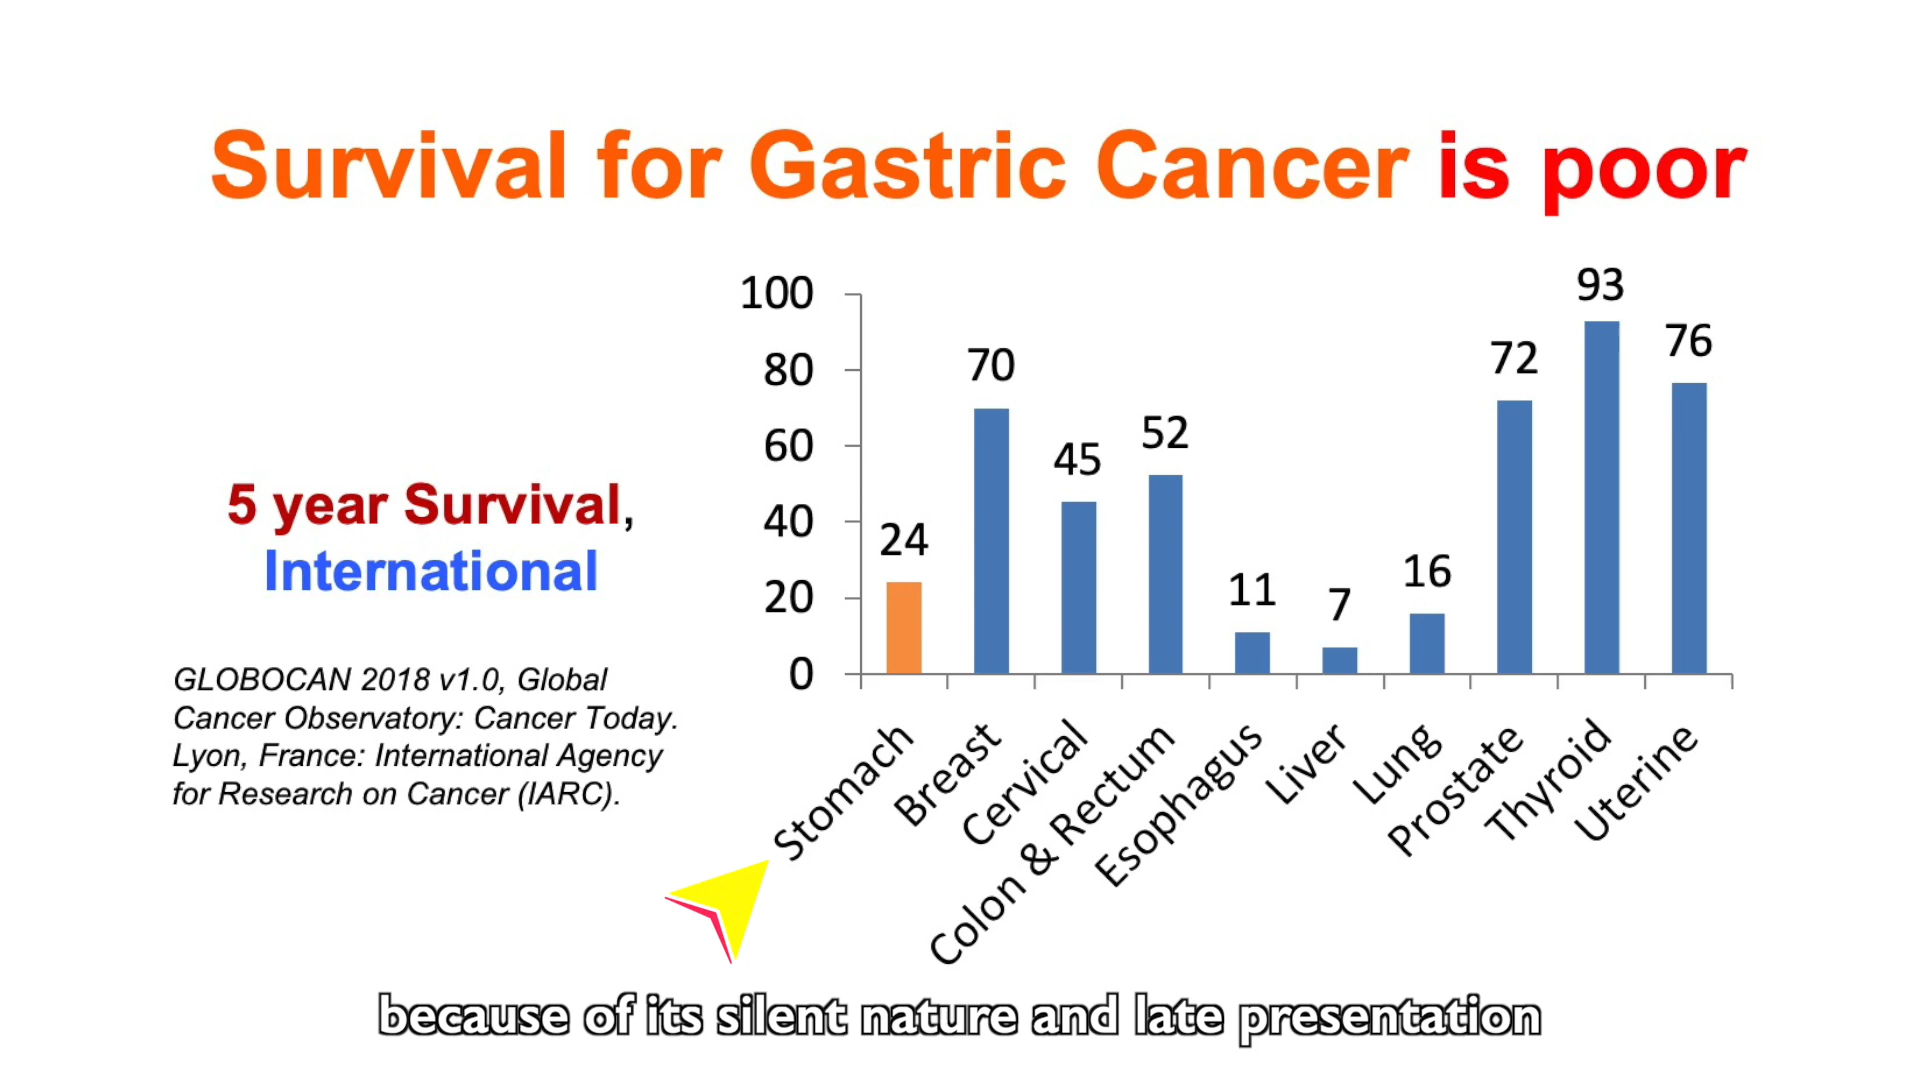 Survival for Gastric Cancer is poor
5 year Survival,
International
GLOBOCAN 2018 v1.0, Global
Cancer Observatory: Cancer Today.
Lyon, France: International Agency
for Research on Cancer (IARC).
100
80
60
40
20
0
24
70
45
52
11
7
16
72
93
76
Stomach
Breast
Cervical
Colon & Rectum
Esophagus
Liver
Lung
Prostate
Thyroid
Uterine
because of its silent nature and late presentation